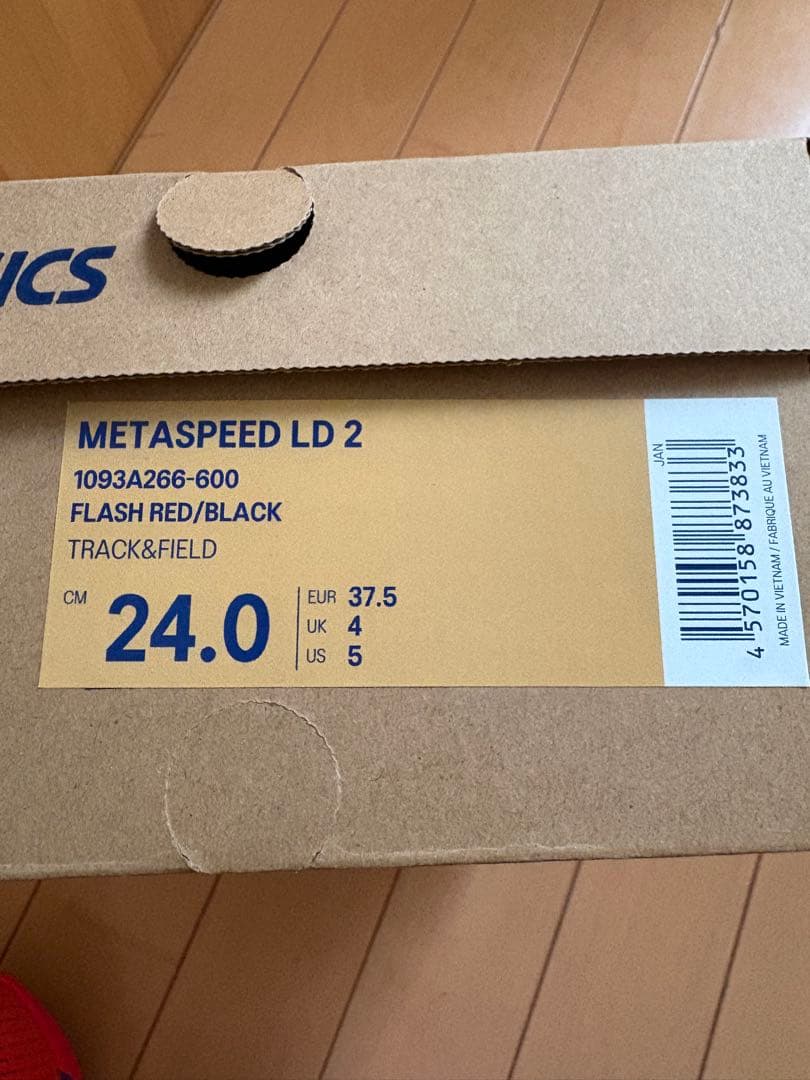 ICS
METASPEED LD 2
1093A266-600
FLASH RED/BLACK
TRACK&FIELD
CM 24.0
EUR 37.5
UK 4
US 5
JAN
4 570158 873833
MADE IN VIETNAM / FABRIQUE AU VIETNAM